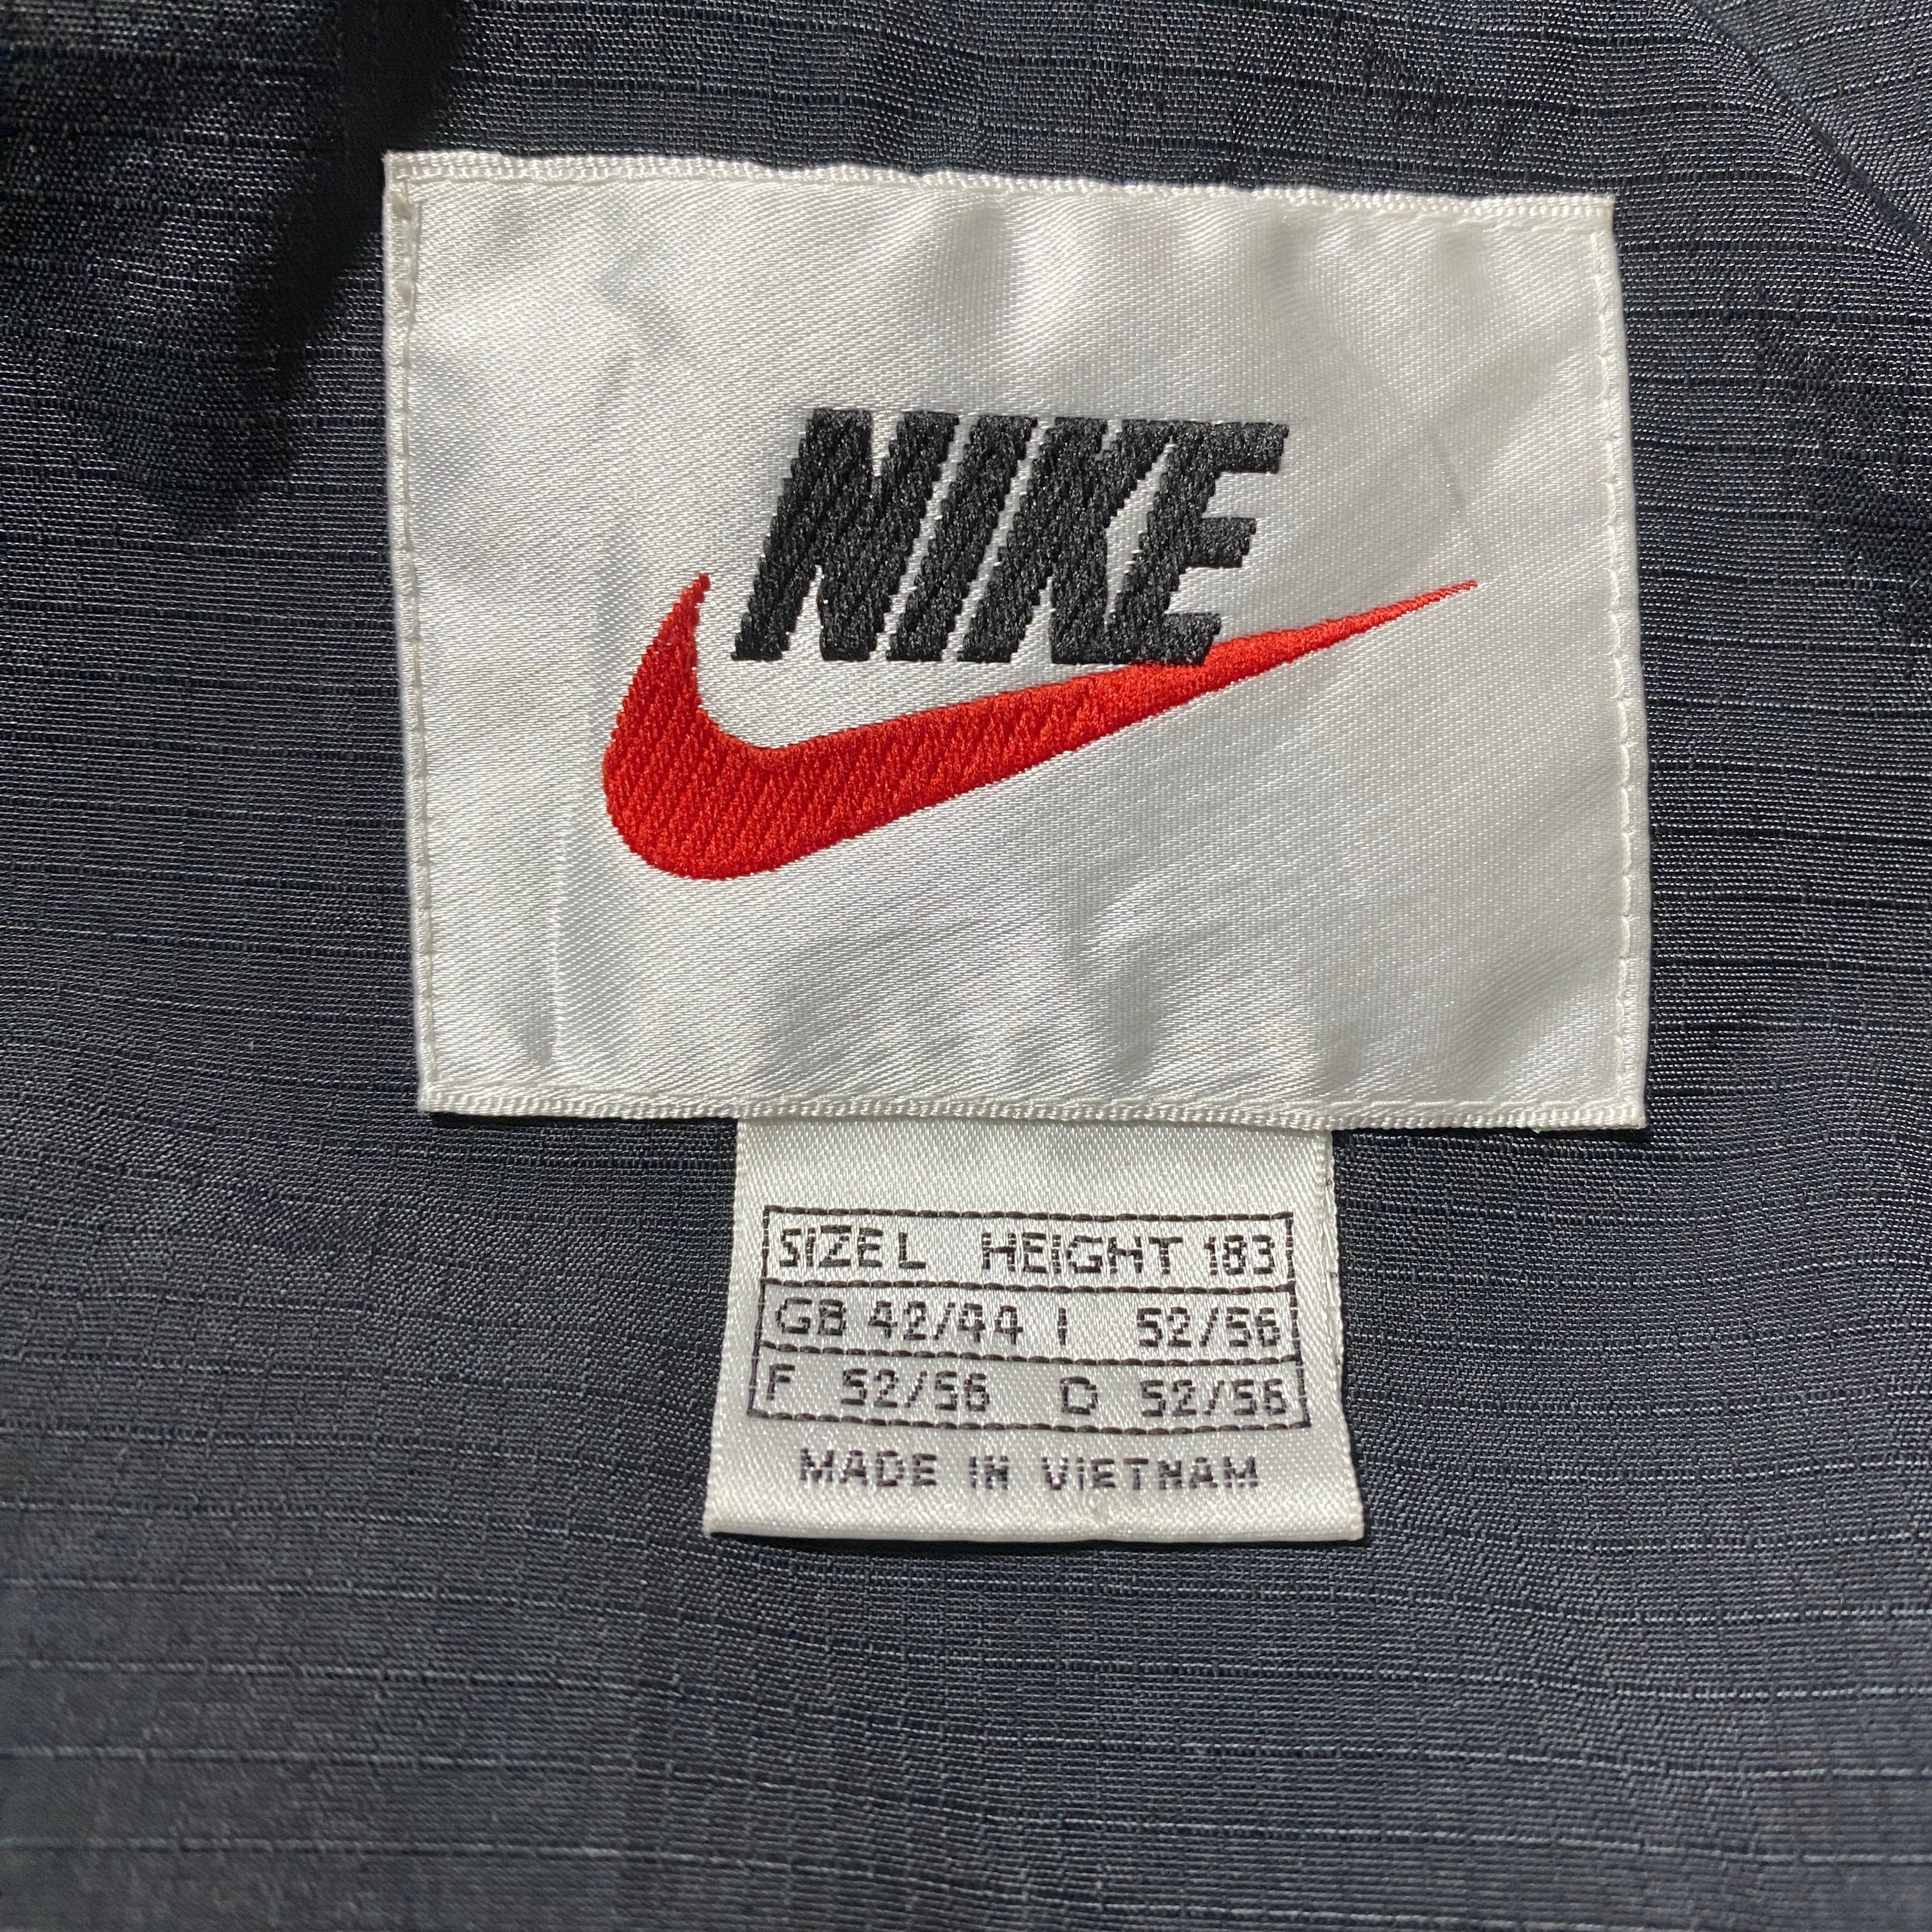 NIKE
SIZE L HEIGHT 183
GB 42/44 I 52/56
F 52/56 D 52/56
MADE IN VIETNAM